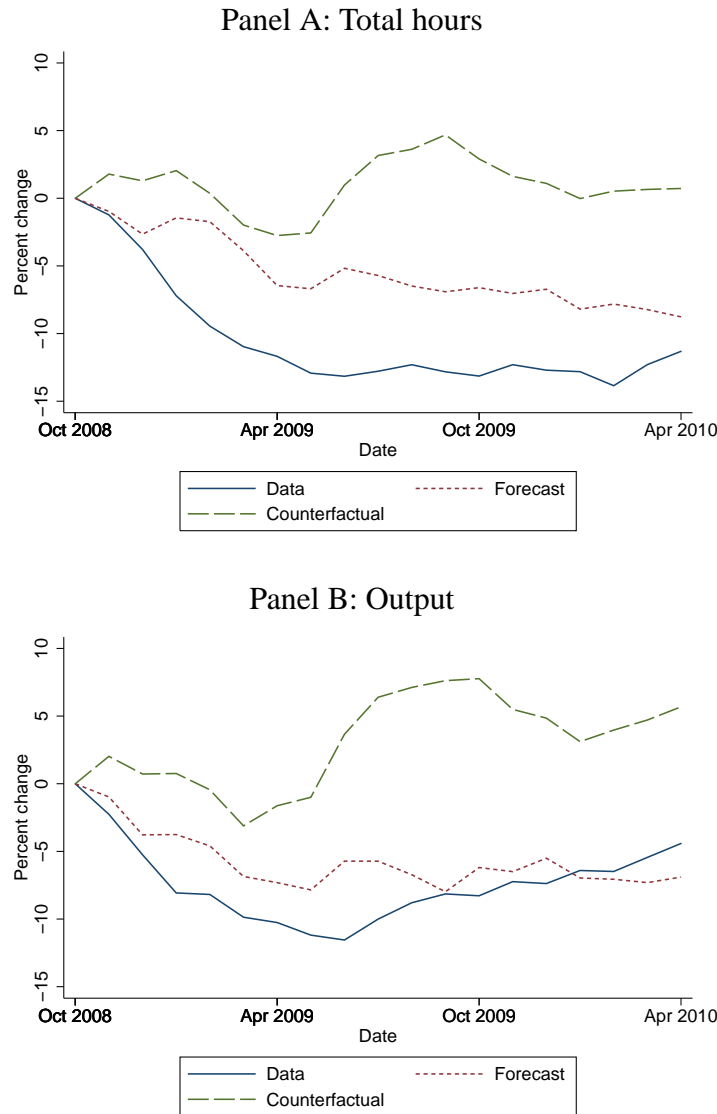 Panel A: Total hours
10
5
0
−5
−10
−15
Percent change
Oct 2008 Apr 2009 Oct 2009 Apr 2010
Date
Data Forecast
Counterfactual
Panel B: Output
10
5
0
−5
−10
−15
Percent change
Oct 2008 Apr 2009 Oct 2009 Apr 2010
Date
Data Forecast
Counterfactual